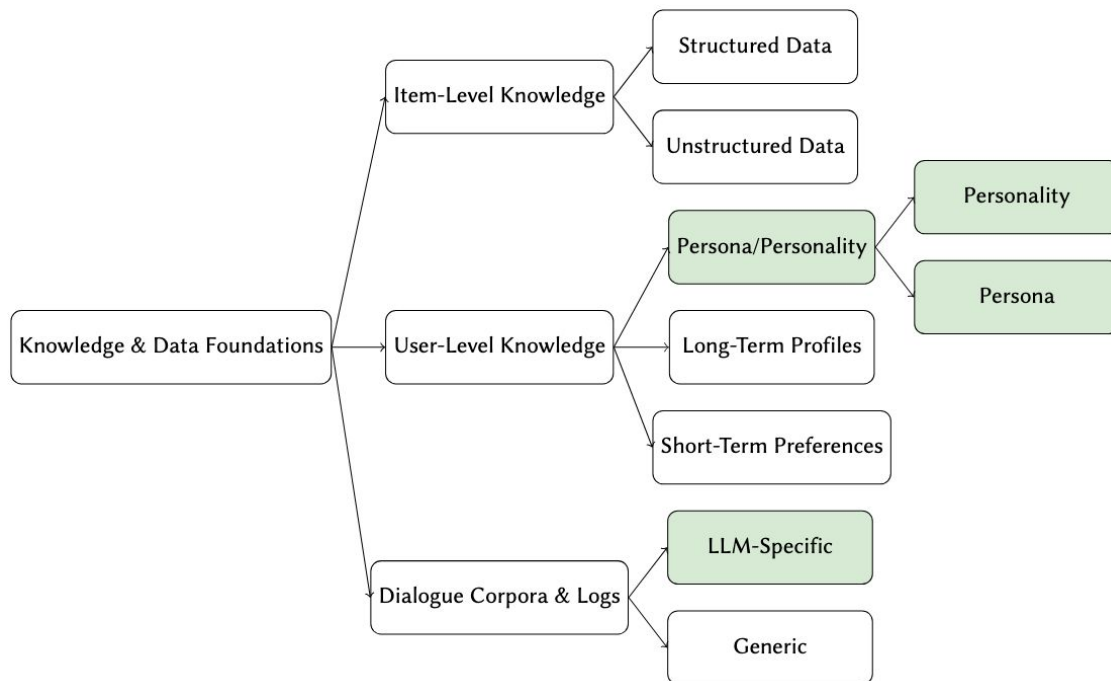 Structured Data
Item-Level Knowledge
Unstructured Data
Personality
Persona/Personality
Persona
Knowledge & Data Foundations
User-Level Knowledge
Long-Term Profiles
Short-Term Preferences
LLM-Specific
Dialogue Corpora & Logs
Generic